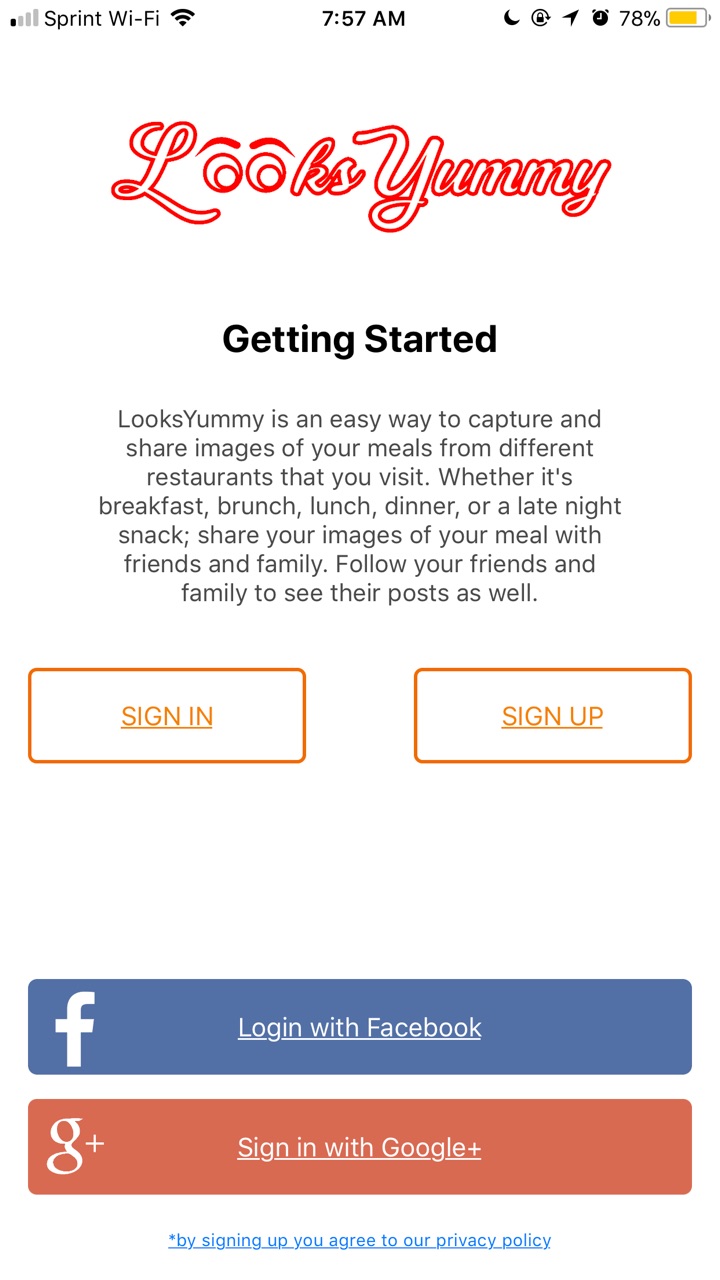 Sprint Wi-Fi 7:57 AM 78%
LooksYummy
Getting Started
LooksYummy is an easy way to capture and
share images of your meals from different
restaurants that you visit. Whether it's
breakfast, brunch, lunch, dinner, or a late night
snack; share your images of your meal with
friends and family. Follow your friends and
family to see their posts as well.
SIGN IN
SIGN UP
f
Login with Facebook
g+
Sign in with Google+
*by signing up you agree to our privacy policy